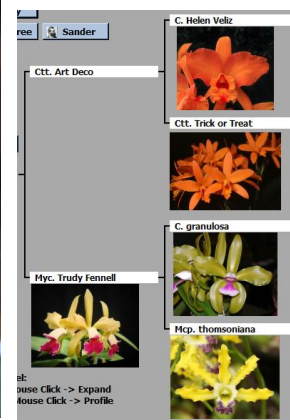 ree
Sander
C. Helen Veliz
Ctt. Art Deco
Ctt. Trick or Treat
C. granulosa
Myc. Trudy Fennell
Mcp. thomsoniana
el:
ouse Click -> Expand
Mouse Click -> Profile